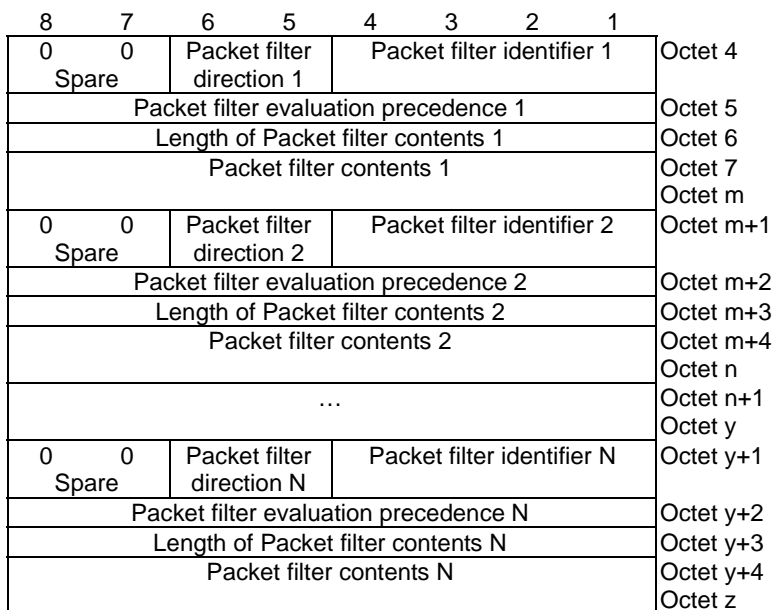 8 7 6 5 4 3 2 1
0 0 Packet filter Packet filter identifier 1 Octet 4
Spare direction 1
Packet filter evaluation precedence 1 Octet 5
Length of Packet filter contents 1 Octet 6
Packet filter contents 1 Octet 7
Octet m
0 0 Packet filter Packet filter identifier 2 Octet m+1
Spare direction 2
Packet filter evaluation precedence 2 Octet m+2
Length of Packet filter contents 2 Octet m+3
Packet filter contents 2 Octet m+4
Octet n
… Octet n+1
Octet y
0 0 Packet filter Packet filter identifier N Octet y+1
Spare direction N
Packet filter evaluation precedence N Octet y+2
Length of Packet filter contents N Octet y+3
Packet filter contents N Octet y+4
Octet z